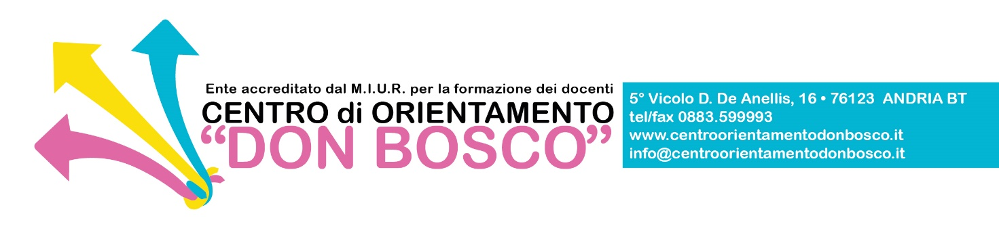 Ente accreditato dal M.I.U.R. per la formazione dei docenti
CENTRO di ORIENTAMENTO
“DON BOSCO”
5° Vicolo D. De Anellis, 16 • 76123 ANDRIA BT
tel/fax 0883.599993
www.centroorientamentodonbosco.it
info@centroorientamentodonbosco.it